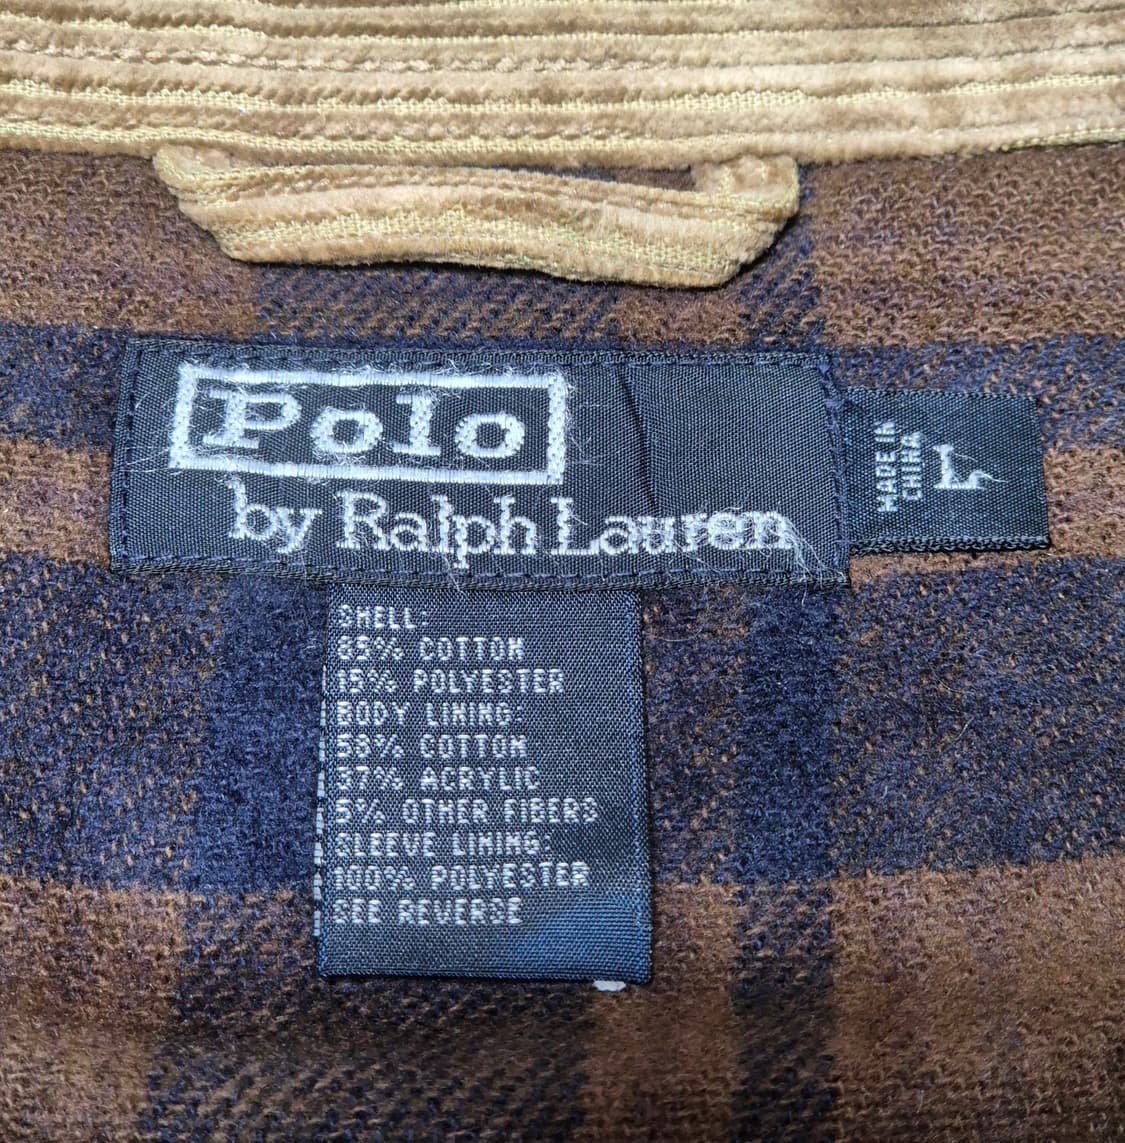 Polo
by Ralph Lauren
MADE IN
CHINA
L
SHELL:
85% COTTON
15% POLYESTER
BODY LINING:
58% COTTON
37% ACRYLIC
5% OTHER FIBERS
SLEEVE LINING:
100% POLYESTER
SEE REVERSE